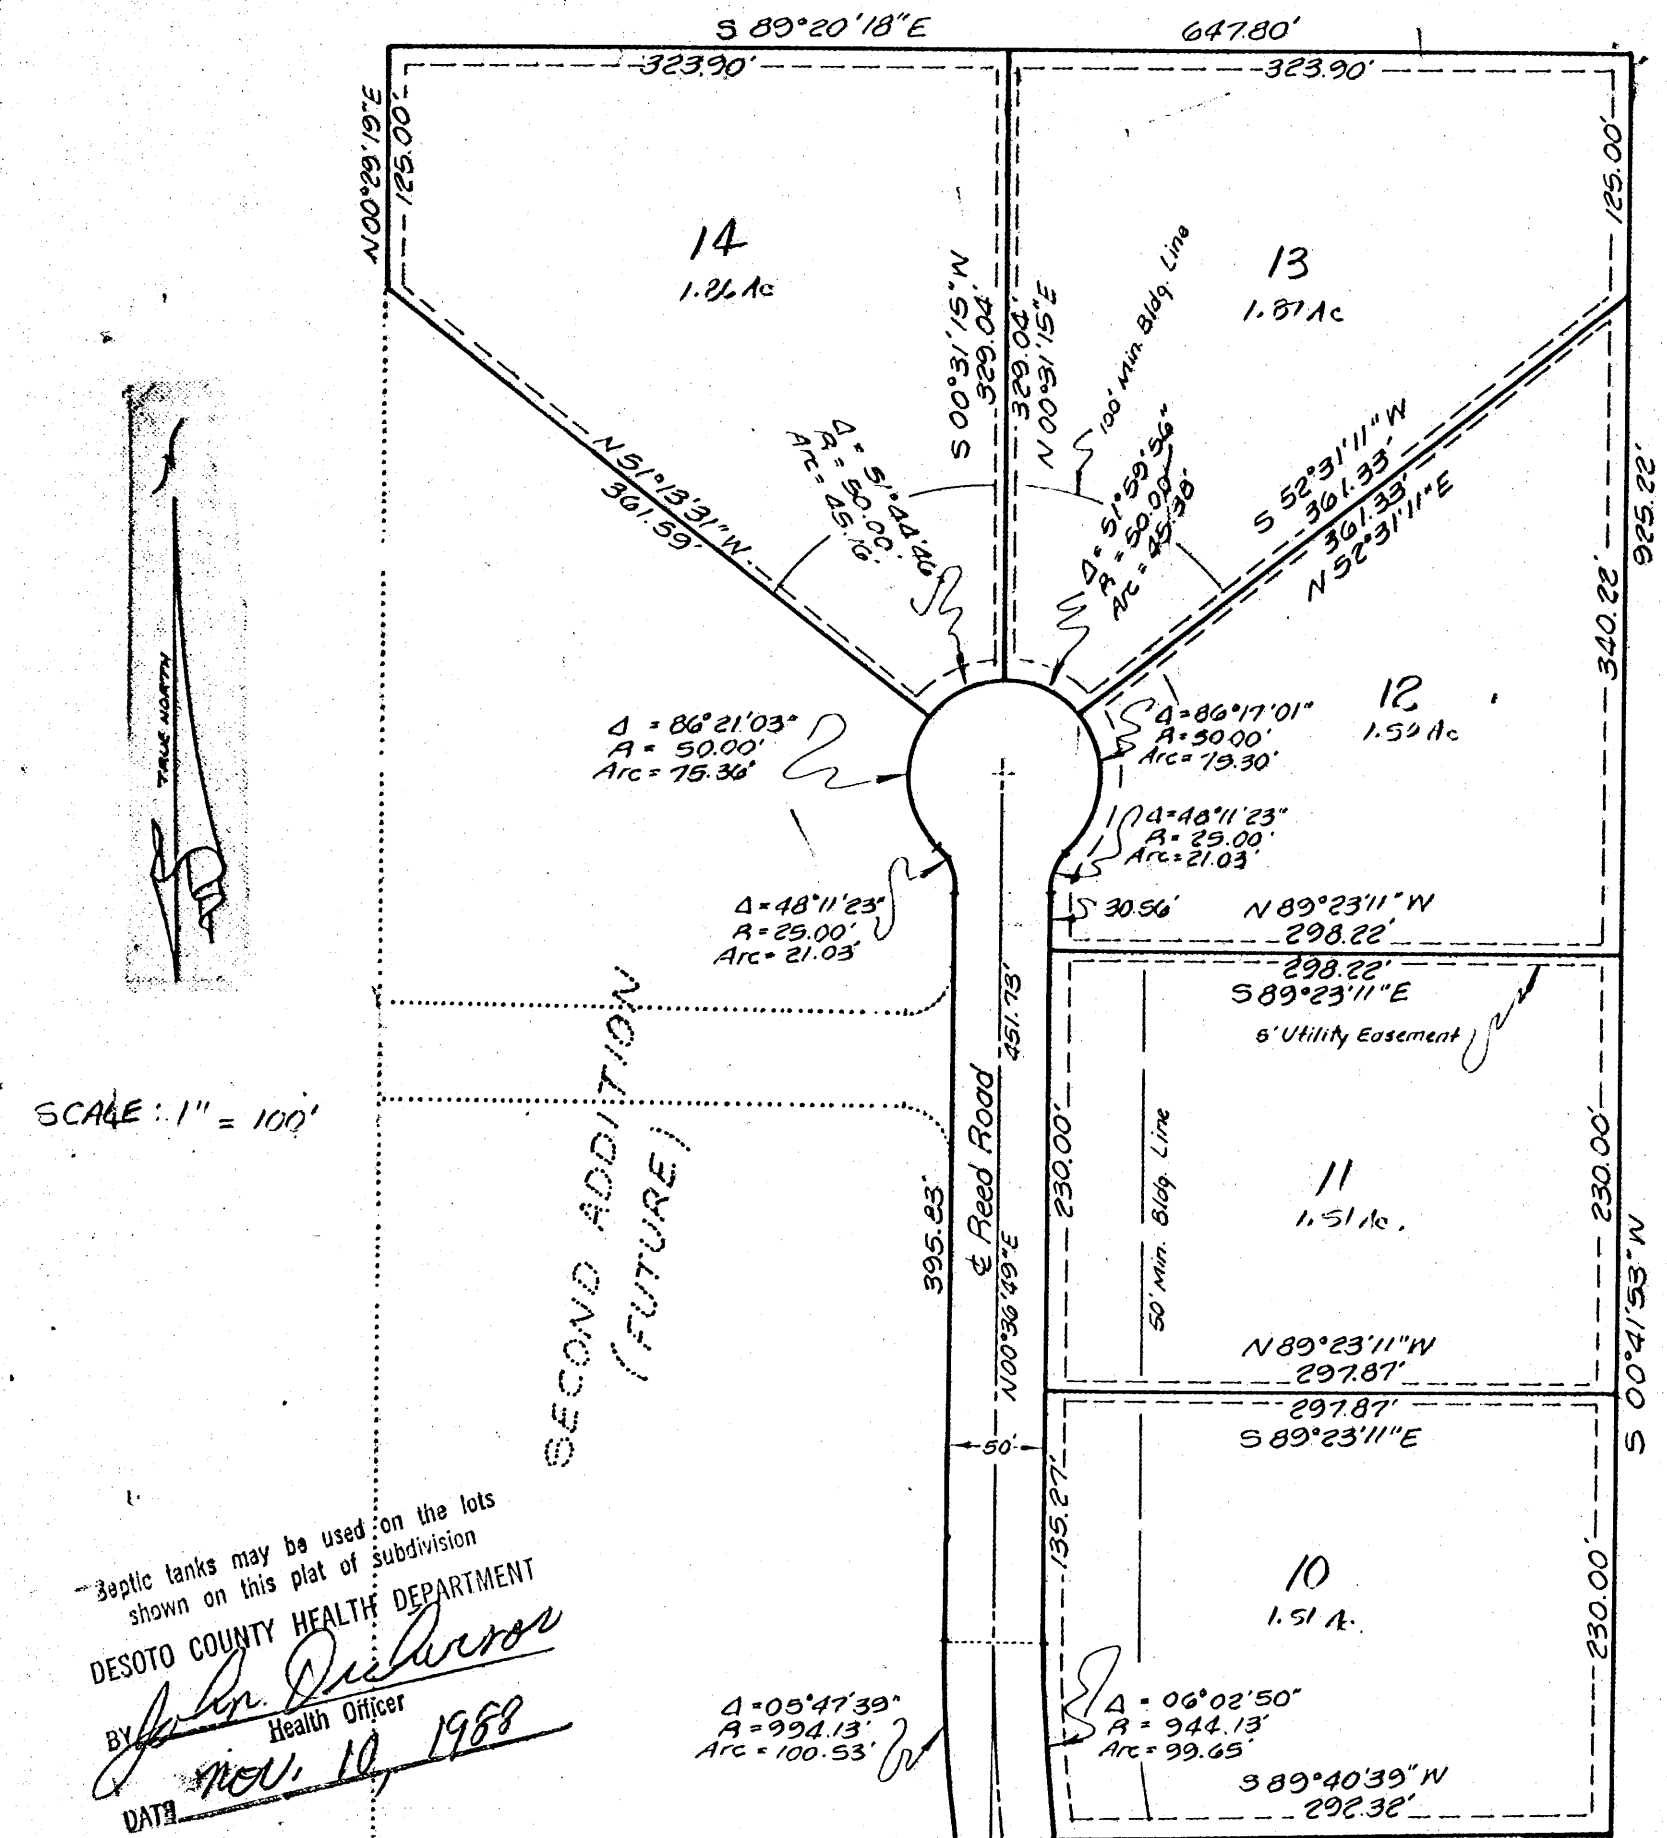 S 89°20'18"E 647.80'
323.90'
323.90'
N00°29'19"E
125.00'
125.00'
14
13
1.87 Ac
S 00°31'15"W
329.04'
329.04'
N 00°31'15"E
100' Min. Bldg. Line
N 51°13'31"W
361.59'
Δ = 51°44'46"
R = 50.00'
Arc = 45.16'
Δ = 51°59'56"
R = 50.00'
Arc = 45.38'
S 52°31'11"W
361.33'
361.33'
N 52°31'11"E
925.22'
340.22'
TRUE NORTH
Δ = 86°21'03"
R = 50.00'
Arc = 75.36'
Δ=86°17'01"
R=50.00'
Arc=75.30'
12
Δ=48°11'23"
R=25.00'
Arc=21.03'
Δ=48°11'23"
R=25.00'
Arc=21.03'
30.56'
N 89°23'11"W
298.22'
298.22'
S 89°23'11"E
5' Utility Easement
451.73'
SCALE: 1" = 100'
SECOND ADDITION
(FUTURE)
395.83'
℄ Reed Road
N00°36'49"E
230.00'
50' Min. Bldg. Line
11
1.51 Ac.
230.00'
S 00°41'53"W
N 89°23'11"W
297.87'
297.87'
S 89°23'11"E
50'
135.27'
10
1.51 A.
230.00'
Septic tanks may be used on the lots
shown on this plat of subdivision
DESOTO COUNTY HEALTH DEPARTMENT
BY John
Health Officer
DATE Nov. 10, 1988
Δ=05°47'39"
R=994.13'
Arc=100.53'
Δ = 06°02'50"
R = 944.13'
Arc= 99.65'
S 89°40'39"W
292.32'